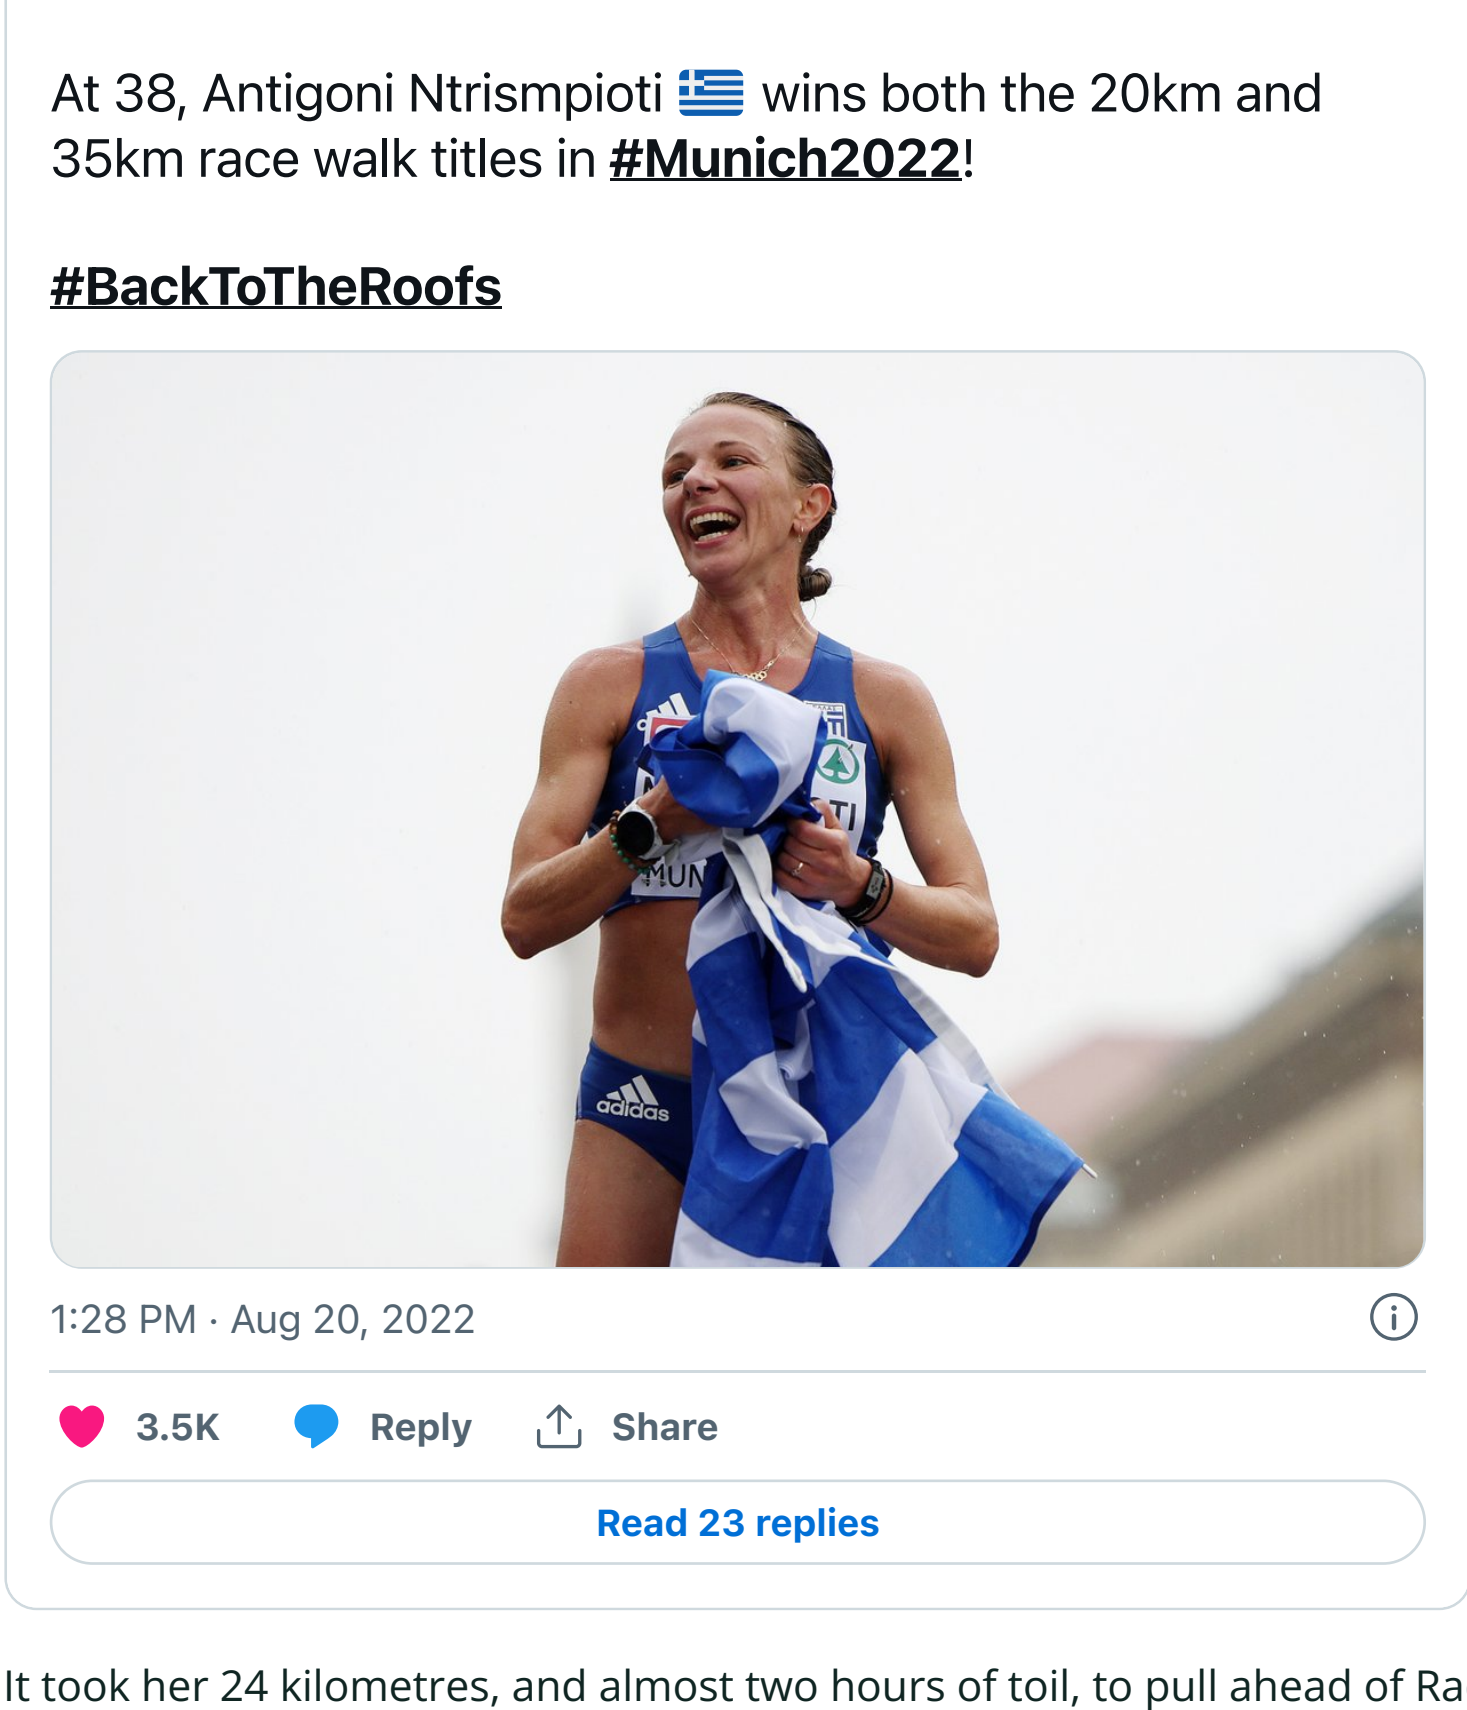 At 38, Antigoni Ntrismpioti 🇬🇷 wins both the 20km and
35km race walk titles in #Munich2022!
#BackToTheRoofs
TI
MUN
adidas
1:28 PM · Aug 20, 2022
3.5K Reply Share
Read 23 replies
It took her 24 kilometres, and almost two hours of toil, to pull ahead of Ra